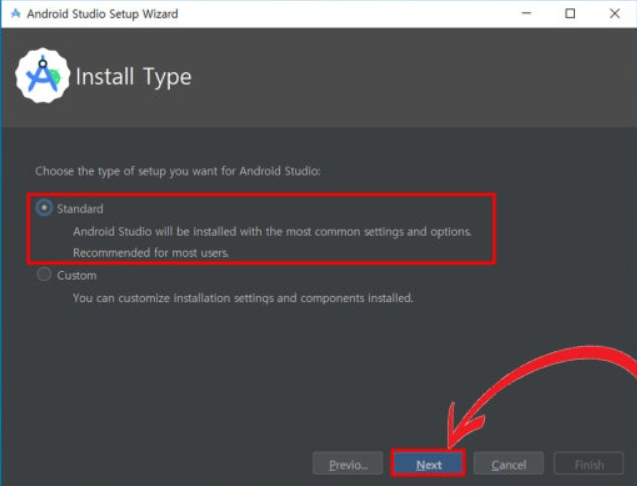 Android Studio Setup Wizard
Install Type
Choose the type of setup you want for Android Studio:
Standard
Android Studio will be installed with the most common settings and options.
Recommended for most users.
Custom
You can customize installation settings and components installed.
Previo... Next Cancel Finish